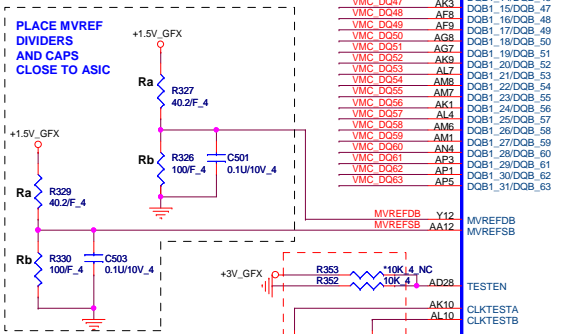 PLACE MVREF
DIVIDERS
AND CAPS
CLOSE TO ASIC
+1.5V_GFX
Ra
R327
40.2/F_4
Rb
R326
100/F_4
C501
0.1U/10V_4
+1.5V_GFX
Ra
R329
40.2/F_4
Rb
R330
100/F_4
C503
0.1U/10V_4
VMC_DQ47 AK3
VMC_DQ48 AF8 DQB1_15/DQB_47
VMC_DQ49 AF9 DQB1_16/DQB_48
VMC_DQ50 AG8 DQB1_17/DQB_49
VMC_DQ51 AG7 DQB1_18/DQB_50
VMC_DQ52 AK9 DQB1_19/DQB_51
VMC_DQ53 AL7 DQB1_20/DQB_52
VMC_DQ54 AM8 DQB1_21/DQB_53
VMC_DQ55 AM7 DQB1_22/DQB_54
VMC_DQ56 AK1 DQB1_23/DQB_55
VMC_DQ57 AL4 DQB1_24/DQB_56
VMC_DQ58 AM6 DQB1_25/DQB_57
VMC_DQ59 AM1 DQB1_26/DQB_58
VMC_DQ60 AN4 DQB1_27/DQB_59
VMC_DQ61 AP3 DQB1_28/DQB_60
VMC_DQ62 AP1 DQB1_29/DQB_61
VMC_DQ63 AP5 DQB1_30/DQB_62
DQB1_31/DQB_63
MVREFDB Y12 MVREFDB
MVREFSB AA12 MVREFSB
+3V_GFX
R353 *10K_4_NC
R352 10K_4 AD28 TESTEN
AK10 CLKTESTA
AL10 CLKTESTB